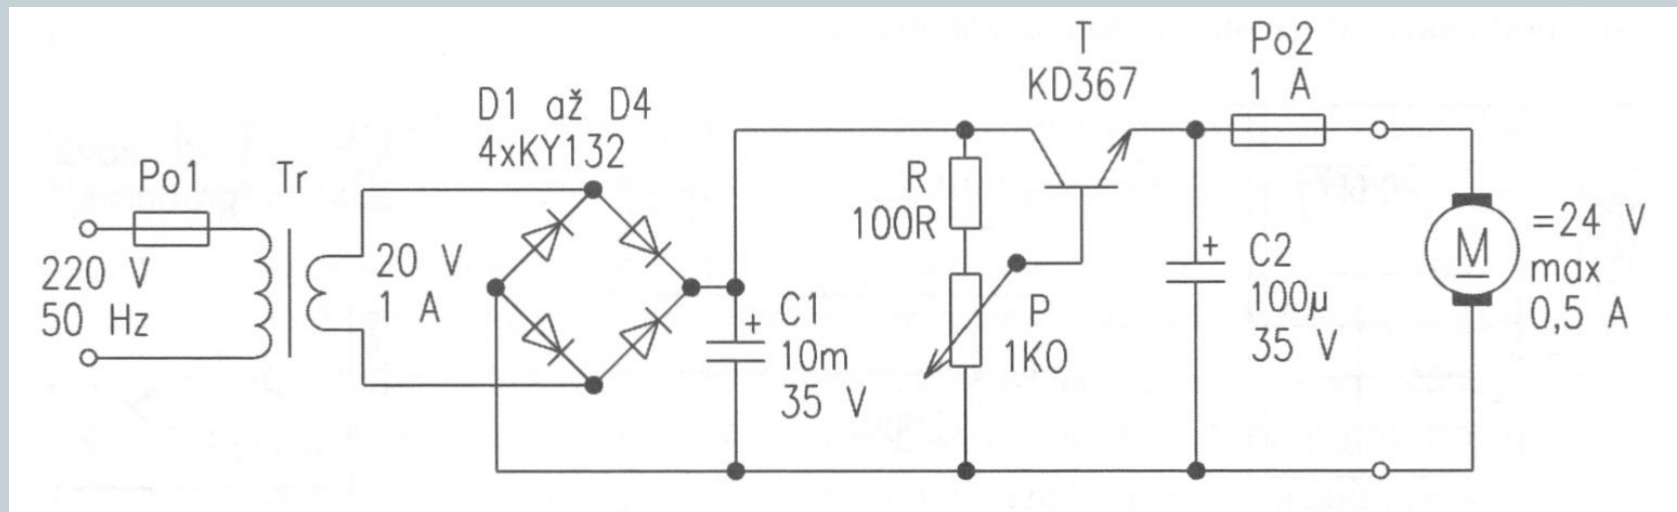 Po1
Tr
220 V
50 Hz
20 V
1 A
D1 až D4
4xKY132
C1
10m
35 V
+
R
100R
P
1K0
T
KD367
Po2
1 A
+
C2
100µ
35 V
M
=24 V
max
0,5 A